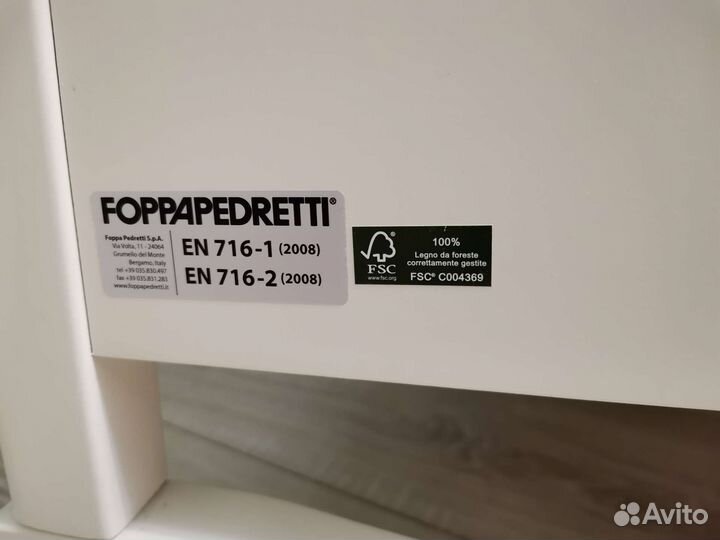 FOPPAPEDRETTI®
Foppa Pedretti S.p.A.
Via Volta, 11 - 24064
Grumello del Monte
Bergamo, Italy
tel +39 035.830.497
fax +39 035.831.283
www.foppapedretti.it
EN 716-1 (2008)
EN 716-2 (2008)
FSC
www.fsc.org
100%
Legno da foreste
correttamente gestite
FSC® C004369
Avito